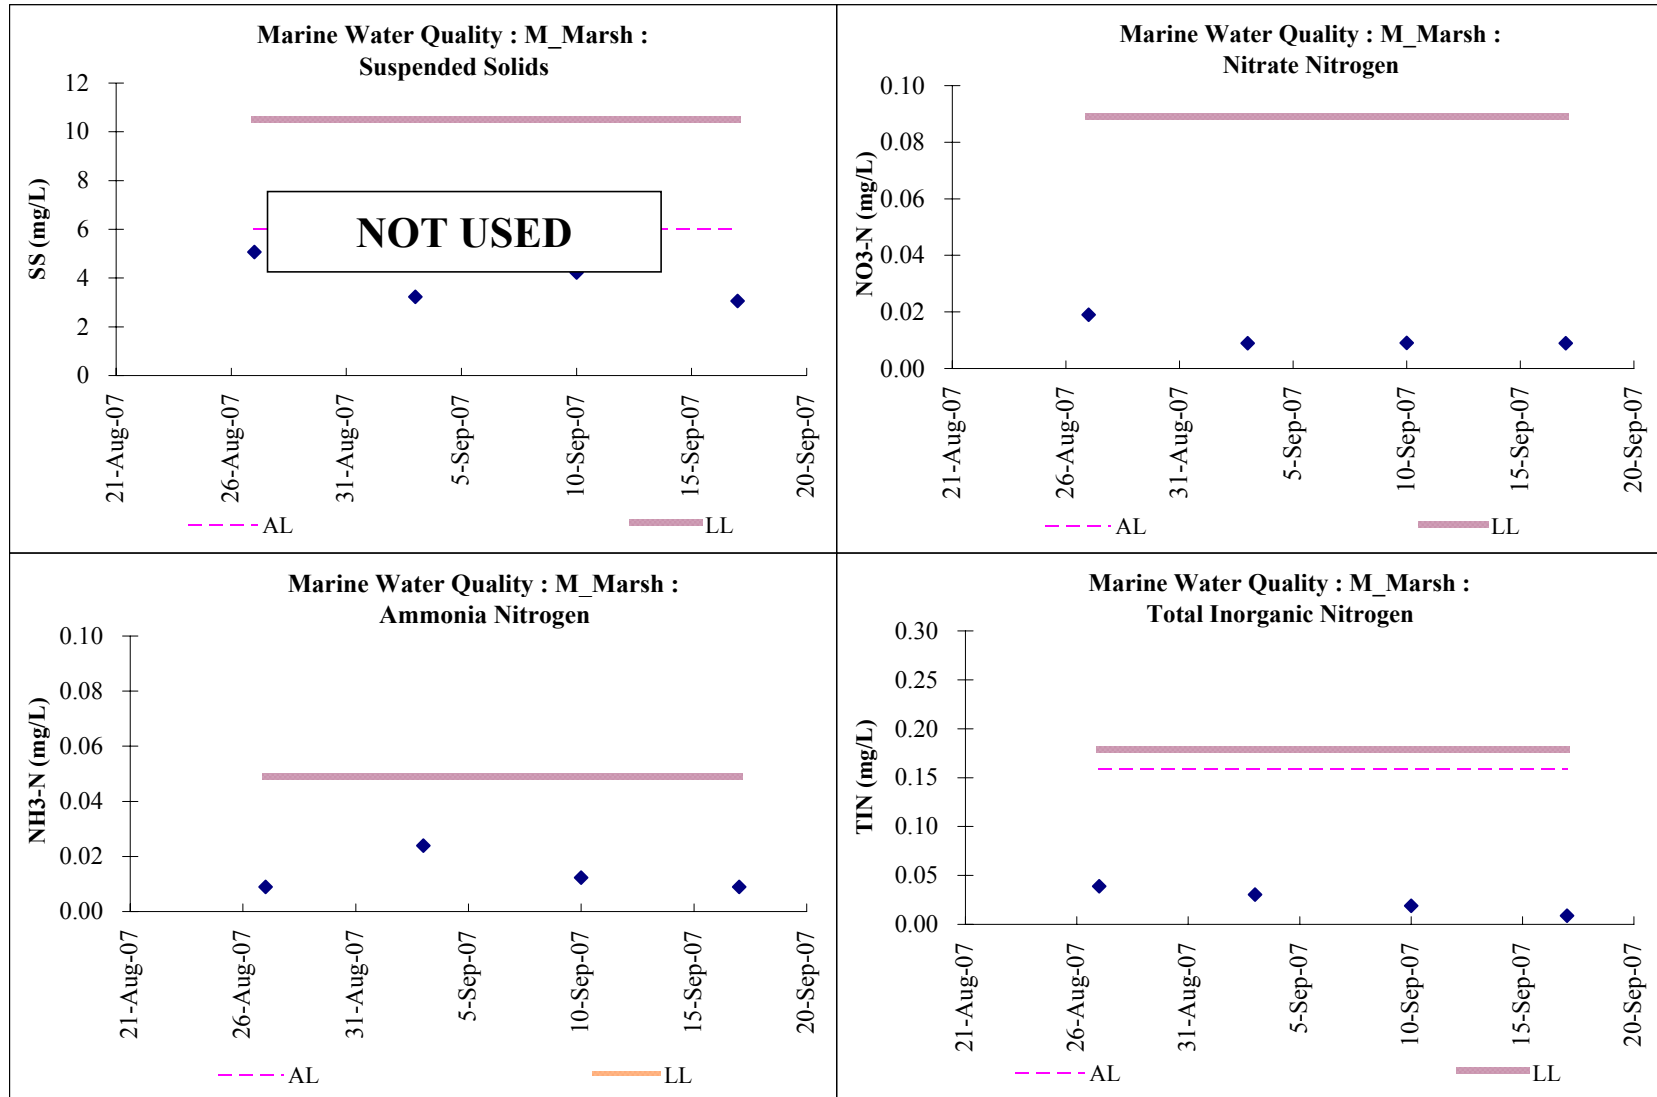 Marine Water Quality : M_Marsh :
Suspended Solids
12
10
8
6
4
2
0
SS (mg/L)
NOT USED
21-Aug-07
26-Aug-07
31-Aug-07
5-Sep-07
10-Sep-07
15-Sep-07
20-Sep-07
AL
LL
Marine Water Quality : M_Marsh :
Nitrate Nitrogen
0.10
0.08
0.06
0.04
0.02
0.00
NO3-N (mg/L)
21-Aug-07
26-Aug-07
31-Aug-07
5-Sep-07
10-Sep-07
15-Sep-07
20-Sep-07
AL
LL
Marine Water Quality : M_Marsh :
Ammonia Nitrogen
0.10
0.08
0.06
0.04
0.02
0.00
NH3-N (mg/L)
21-Aug-07
26-Aug-07
31-Aug-07
5-Sep-07
10-Sep-07
15-Sep-07
20-Sep-07
AL
LL
Marine Water Quality : M_Marsh :
Total Inorganic Nitrogen
0.30
0.25
0.20
0.15
0.10
0.05
0.00
TIN (mg/L)
21-Aug-07
26-Aug-07
31-Aug-07
5-Sep-07
10-Sep-07
15-Sep-07
20-Sep-07
AL
LL